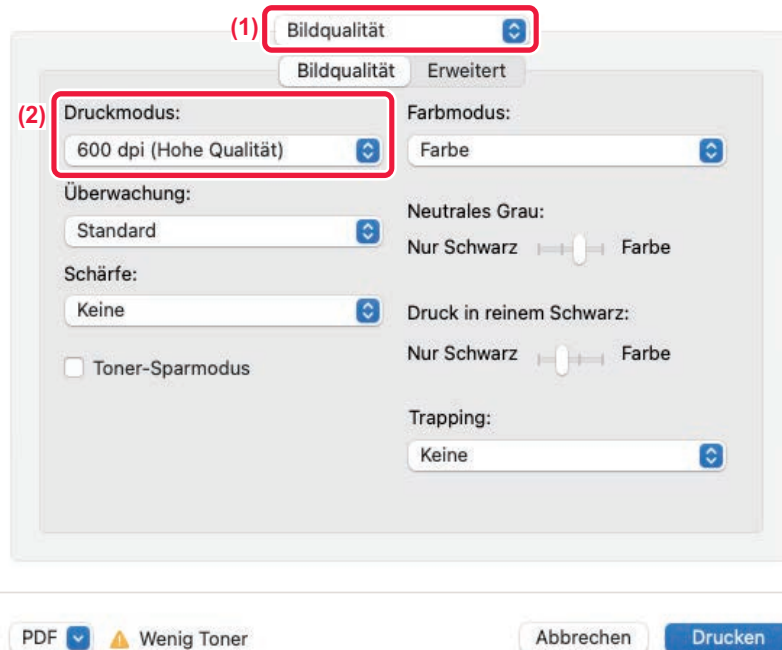 (1) Bildqualität
Bildqualität Erweitert
(2) Druckmodus:
600 dpi (Hohe Qualität)
Überwachung:
Standard
Schärfe:
Keine
Toner-Sparmodus
Farbmodus:
Farbe
Neutrales Grau:
Nur Schwarz Farbe
Druck in reinem Schwarz:
Nur Schwarz Farbe
Trapping:
Keine
PDF Wenig Toner Abbrechen Drucken